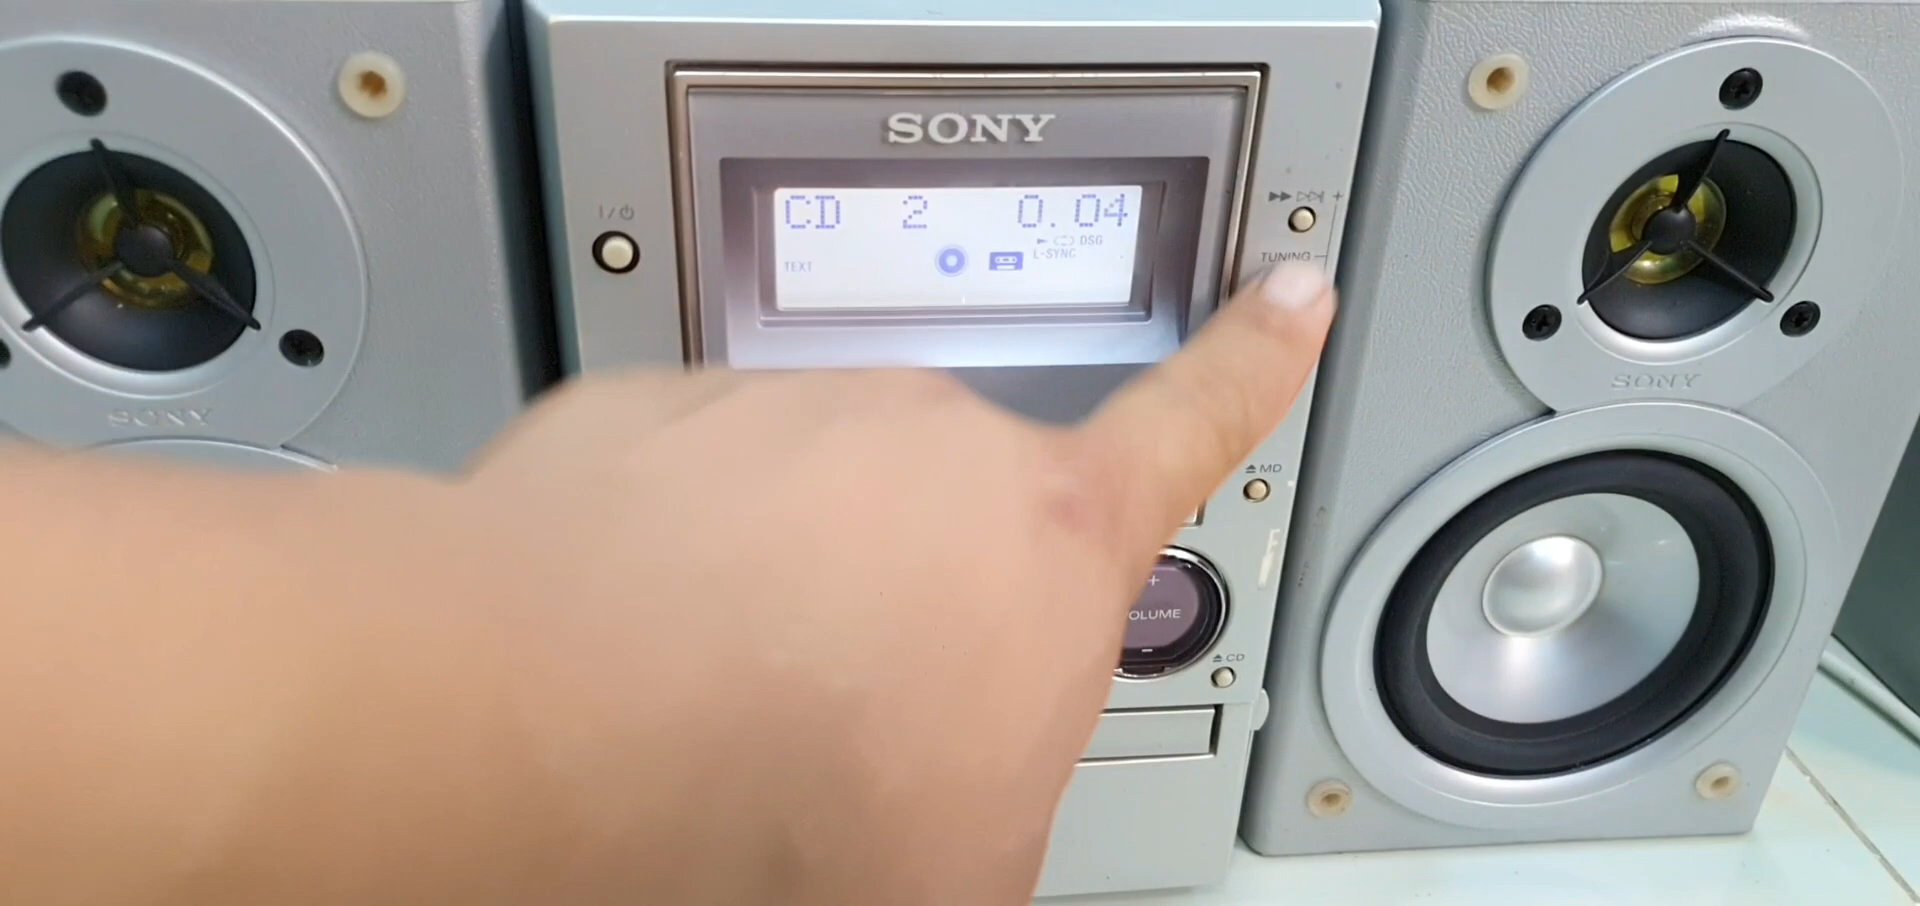 SONY
CD 2 0.04
DSG
L-SYNC
TEXT
I/⏻
+
TUNING
SONY
SONY
MD
+
OLUME
-
CD